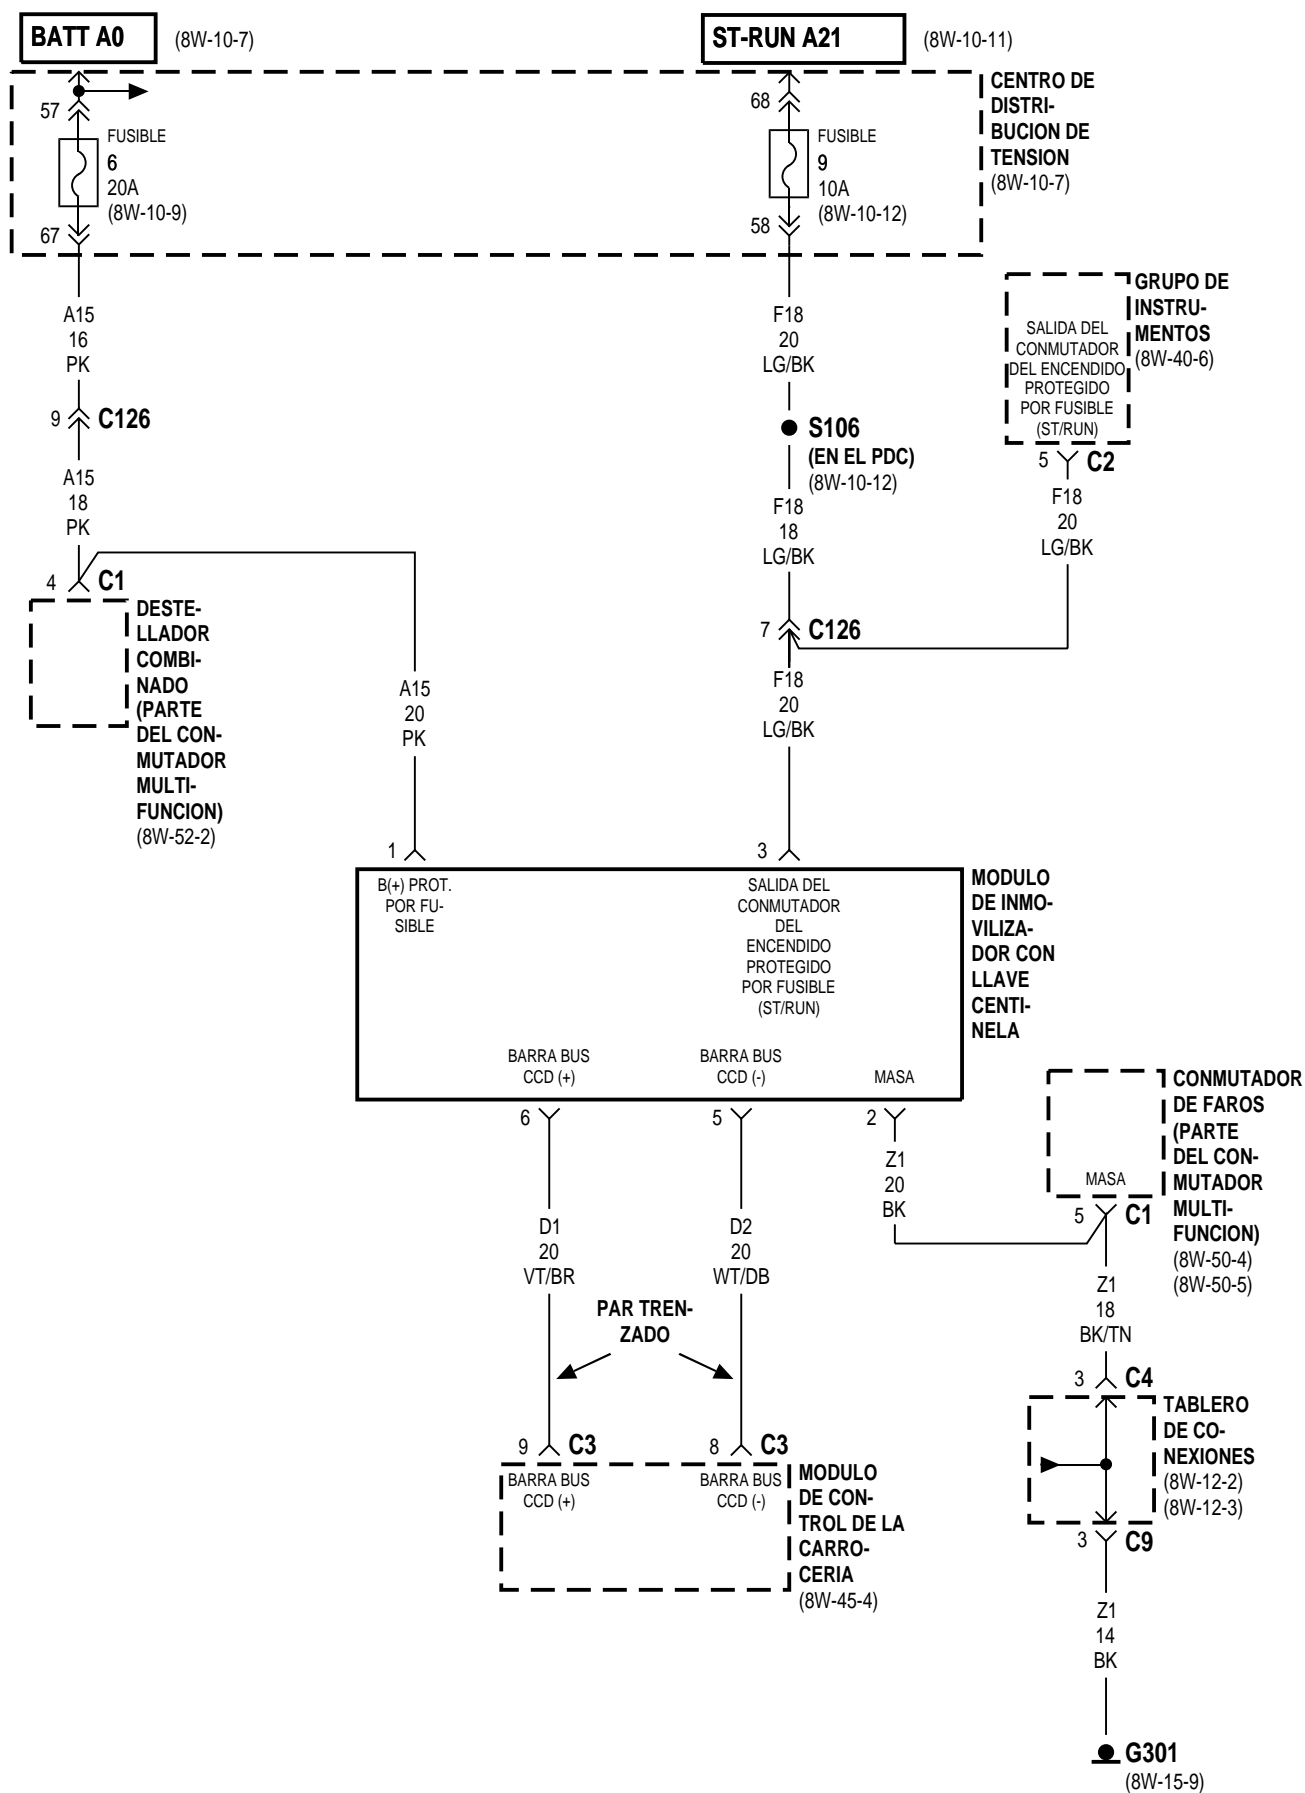 BATT A0
(8W-10-7)
ST-RUN A21
(8W-10-11)
CENTRO DE
DISTRI-
BUCION DE
TENSION
(8W-10-7)
57
FUSIBLE
6
20A
(8W-10-9)
67
68
FUSIBLE
9
10A
(8W-10-12)
58
A15
16
PK
9
C126
A15
18
PK
4
C1
DESTE-
LLADOR
COMBI-
NADO
(PARTE
DEL CON-
MUTADOR
MULTI-
FUNCION)
(8W-52-2)
A15
20
PK
1
F18
20
LG/BK
S106
(EN EL PDC)
(8W-10-12)
F18
18
LG/BK
7
C126
F18
20
LG/BK
3
GRUPO DE
INSTRU-
MENTOS
(8W-40-6)
SALIDA DEL
CONMUTADOR
DEL ENCENDIDO
PROTEGIDO
POR FUSIBLE
(ST/RUN)
5
C2
F18
20
LG/BK
B(+) PROT.
POR FU-
SIBLE
SALIDA DEL
CONMUTADOR
DEL
ENCENDIDO
PROTEGIDO
POR FUSIBLE
(ST/RUN)
MODULO
DE INMO-
VILIZA-
DOR CON
LLAVE
CENTI-
NELA
BARRA BUS
CCD (+)
BARRA BUS
CCD (-)
MASA
6
5
2
D1
20
VT/BR
D2
20
WT/DB
Z1
20
BK
PAR TREN-
ZADO
9
C3
8
C3
BARRA BUS
CCD (+)
BARRA BUS
CCD (-)
MODULO
DE CON-
TROL DE LA
CARRO-
CERIA
(8W-45-4)
MASA
CONMUTADOR
DE FAROS
(PARTE
DEL CON-
MUTADOR
MULTI-
FUNCION)
(8W-50-4)
(8W-50-5)
5
C1
Z1
18
BK/TN
3
C4
TABLERO
DE CO-
NEXIONES
(8W-12-2)
(8W-12-3)
3
C9
Z1
14
BK
G301
(8W-15-9)